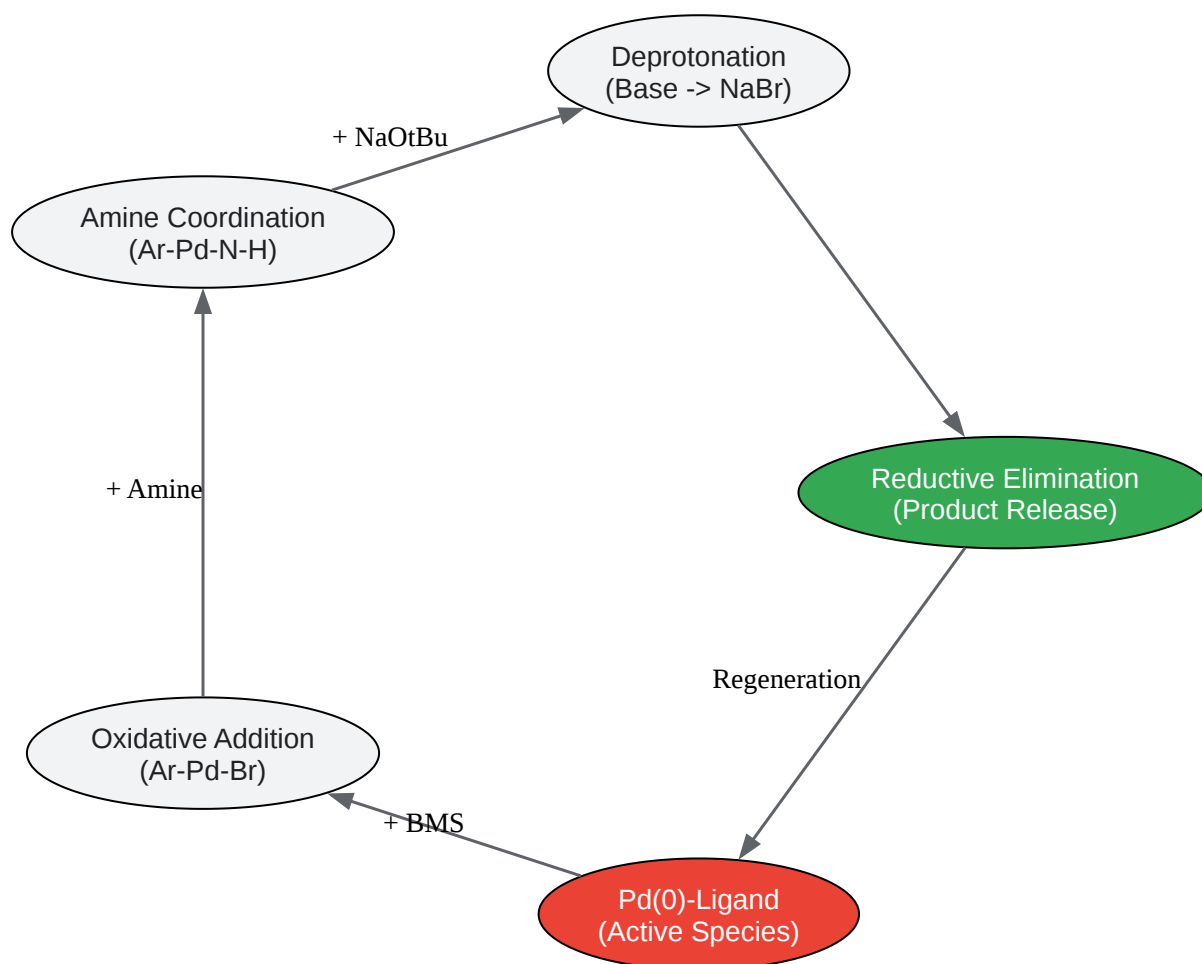 Deprotonation
(Base -> NaBr)
+ NaOtBu
Amine Coordination
(Ar-Pd-N-H)
+ Amine
Reductive Elimination
(Product Release)
Regeneration
Oxidative Addition
(Ar-Pd-Br)
+ BMS
Pd(0)-Ligand
(Active Species)